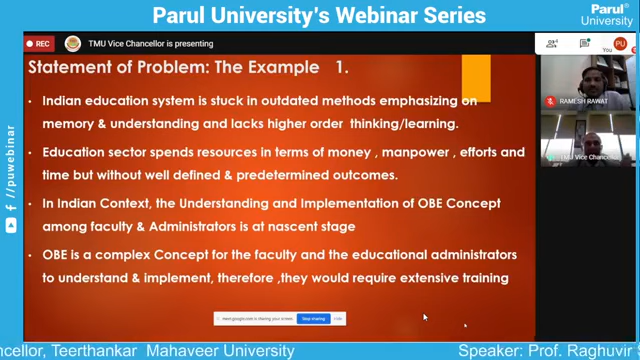 Parul University's Webinar Series
Parul®
University
REC
TMU Vice Chancellor is presenting
You
PU
Statement of Problem: The Example 1.
• Indian education system is stuck in outdated methods emphasizing on
memory & understanding and lacks higher order thinking/learning.
• Education sector spends resources in terms of money , manpower , efforts and
time but without well defined & predetermined outcomes.
• In Indian Context, the Understanding and Implementation of OBE Concept
among faculty & Administrators is at nascent stage
• OBE is a complex Concept for the faculty and the educational administrators
to understand & implement, therefore ,they would require extensive training
RAMESH RAWAT
TMU Vice Chancellor
meet.google.com is sharing your screen.
Stop sharing
Hide
/puwebinar
ncellor, Teerthankar Mahaveer University
Speaker: Prof. Raghuvir